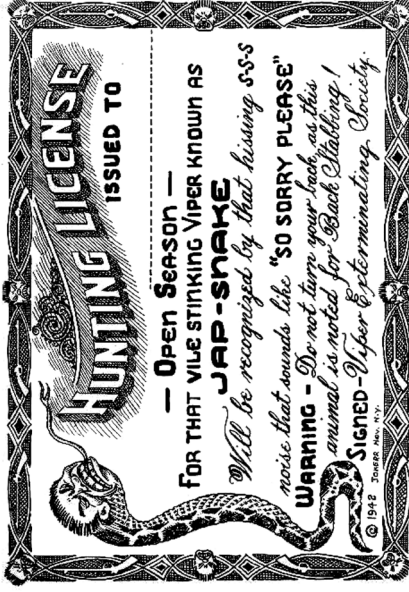 HUNTING LICENSE
ISSUED TO
— OPEN SEASON —
FOR THAT VILE STINKING VIPER KNOWN AS
JAP-SNAKE
Will be recognized by that hissing S-S-S
noise that sounds like "SO SORRY PLEASE"
WARNING - Do not turn your back, as this
animal is noted for Back Stabbing!
SIGNED-Viper Exterminating Society.
© 1942 JOKERR NOV. N.Y.